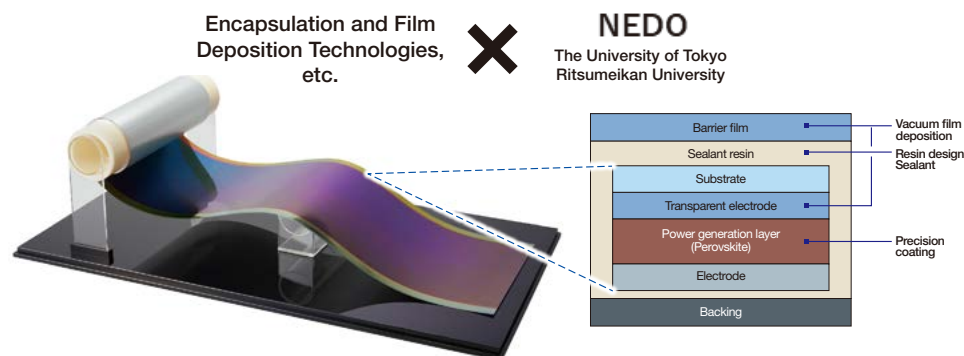 Encapsulation and Film
Deposition Technologies,
etc.
NEDO
The University of Tokyo
Ritsumeikan University
Barrier film
Sealant resin
Substrate
Transparent electrode
Power generation layer
(Perovskite)
Electrode
Backing
Vacuum film
deposition
Resin design
Sealant
Precision
coating